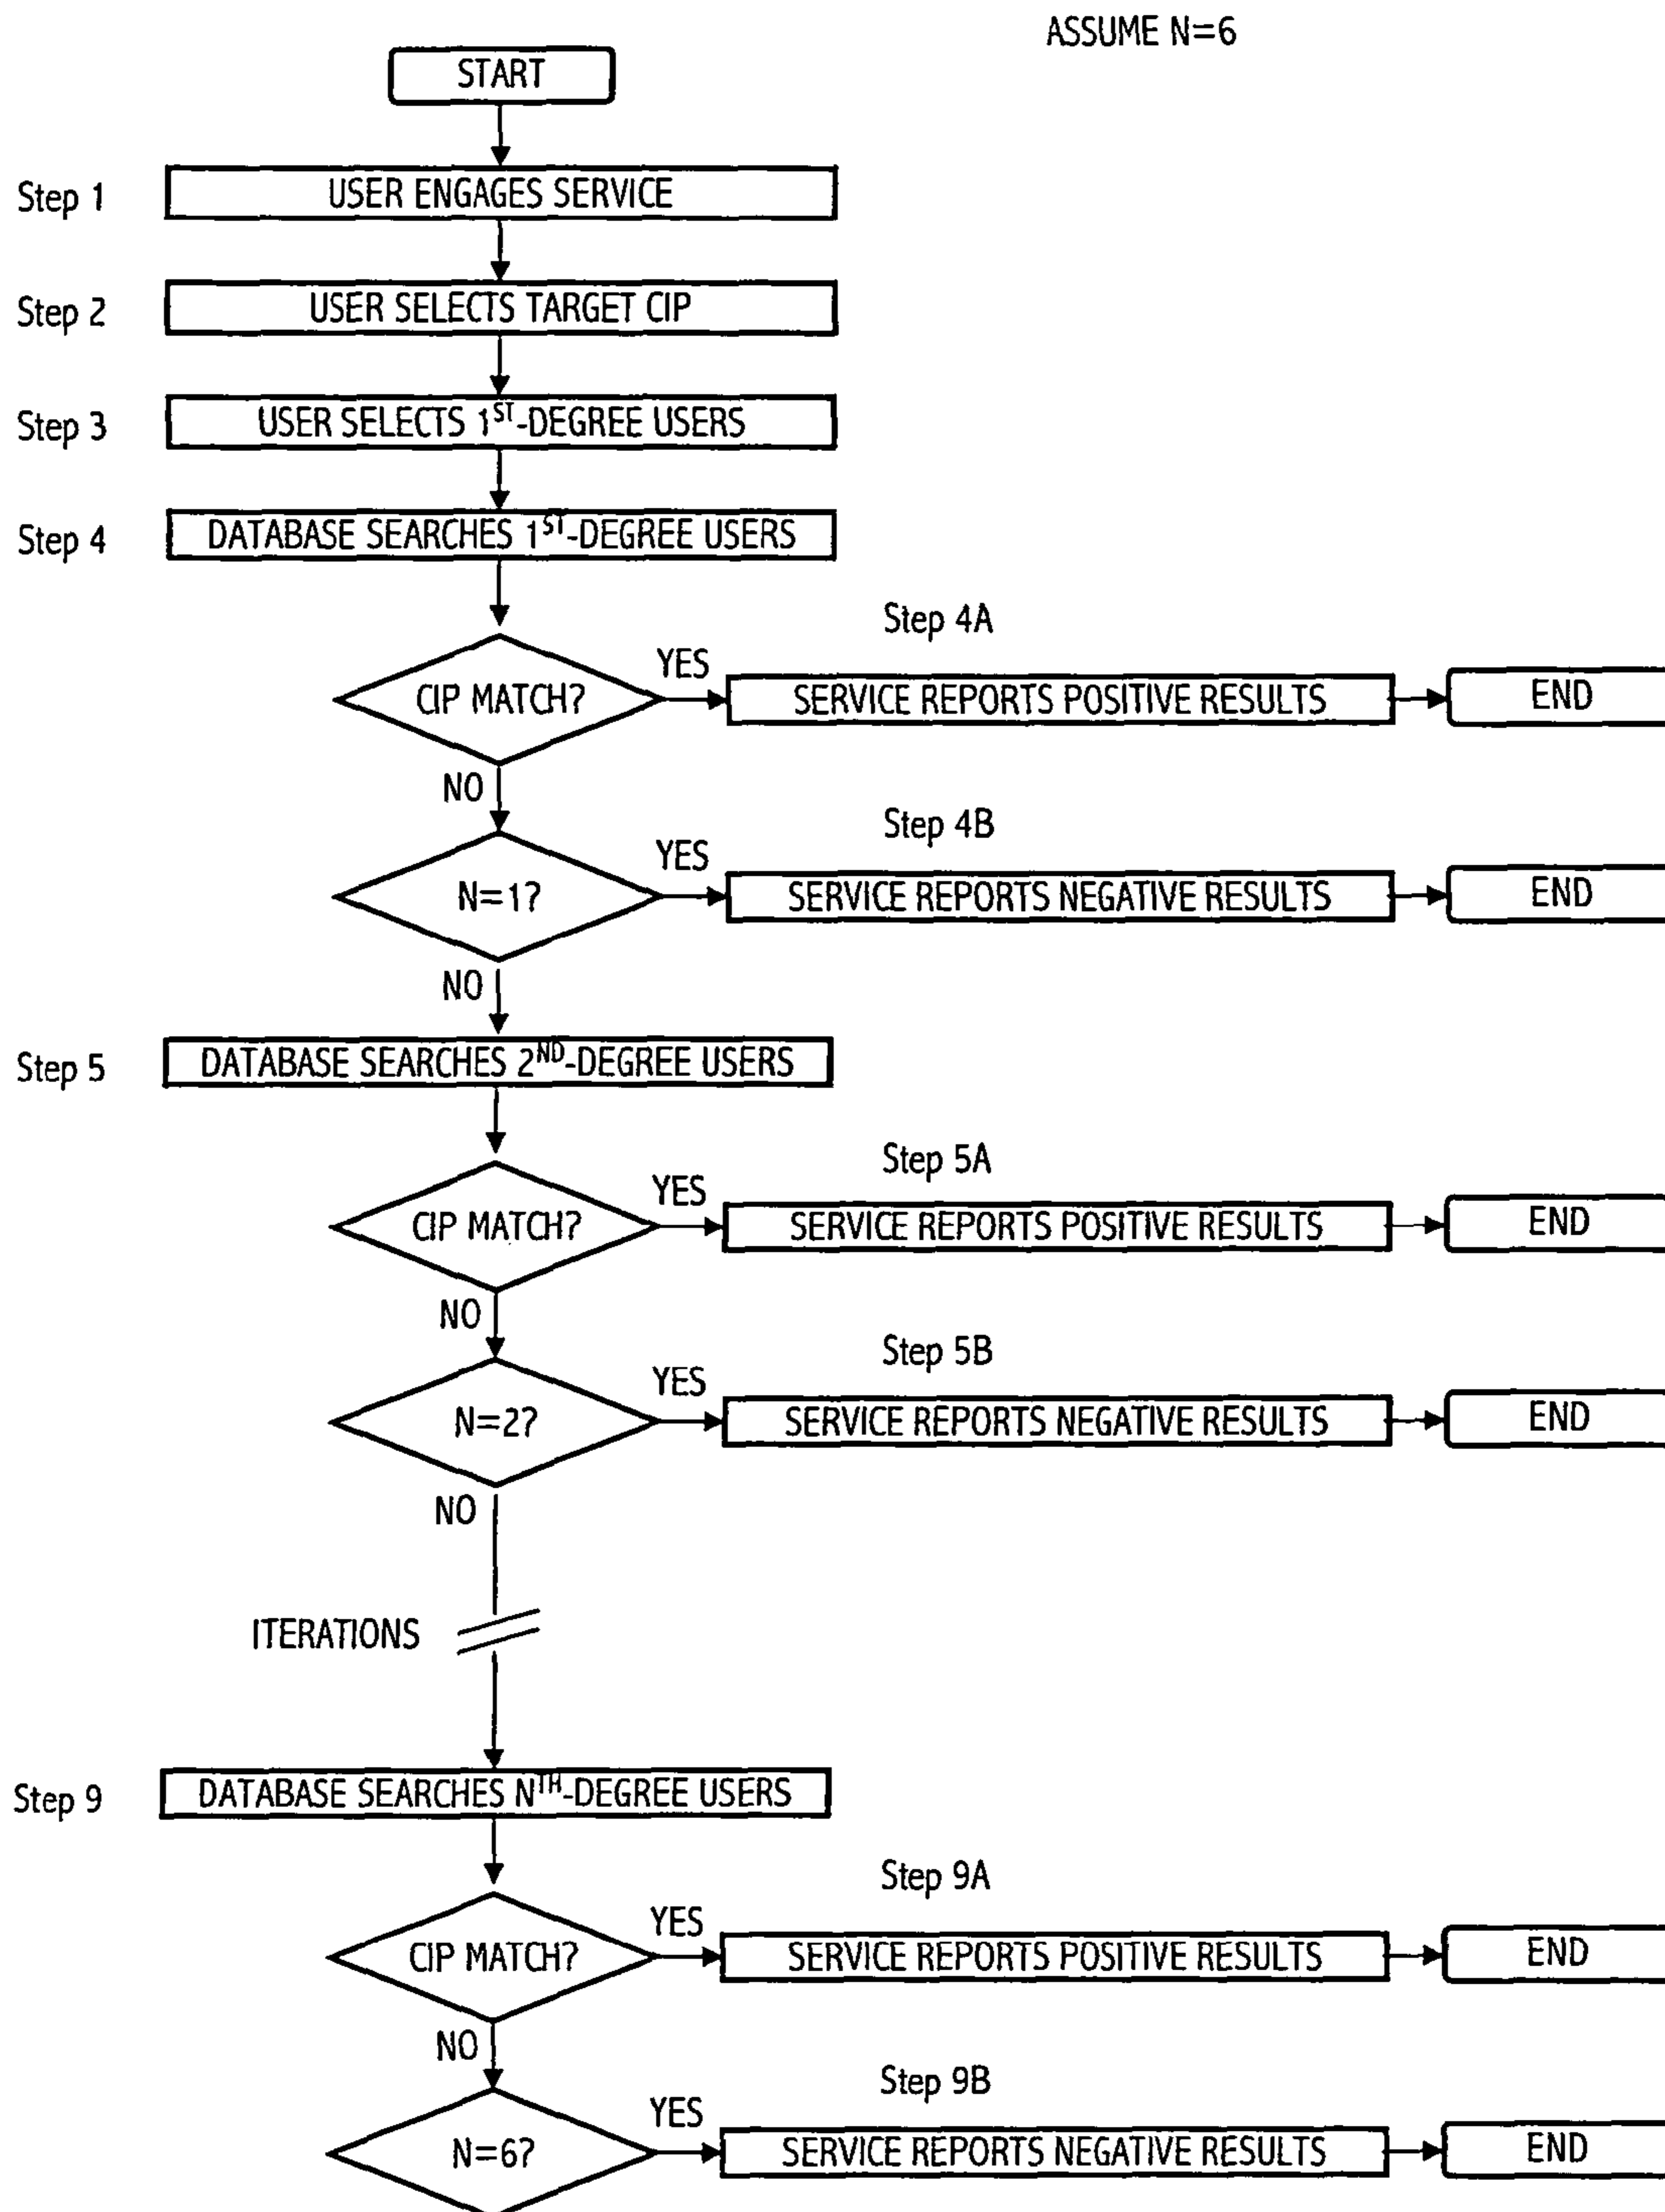 ASSUME N=6
START
Step 1
USER ENGAGES SERVICE
Step 2
USER SELECTS TARGET CIP
Step 3
USER SELECTS 1ST-DEGREE USERS
Step 4
DATABASE SEARCHES 1ST-DEGREE USERS
Step 4A
CIP MATCH?
YES
SERVICE REPORTS POSITIVE RESULTS
END
NO
Step 4B
N=1?
YES
SERVICE REPORTS NEGATIVE RESULTS
END
NO
Step 5
DATABASE SEARCHES 2ND-DEGREE USERS
Step 5A
CIP MATCH?
YES
SERVICE REPORTS POSITIVE RESULTS
END
NO
Step 5B
N=2?
YES
SERVICE REPORTS NEGATIVE RESULTS
END
NO
ITERATIONS
Step 9
DATABASE SEARCHES NTH-DEGREE USERS
Step 9A
CIP MATCH?
YES
SERVICE REPORTS POSITIVE RESULTS
END
NO
Step 9B
N=6?
YES
SERVICE REPORTS NEGATIVE RESULTS
END